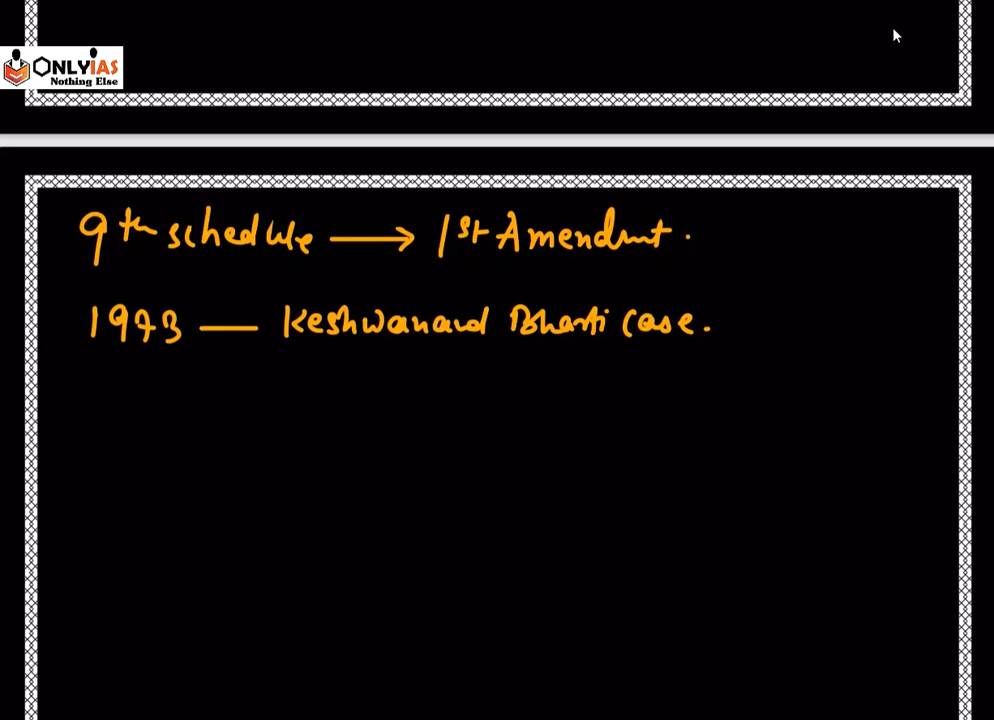 ONLYIAS
Nothing Else
9th schedule → 1st Amendmt.
1973 — Keshwanand Bharti case.